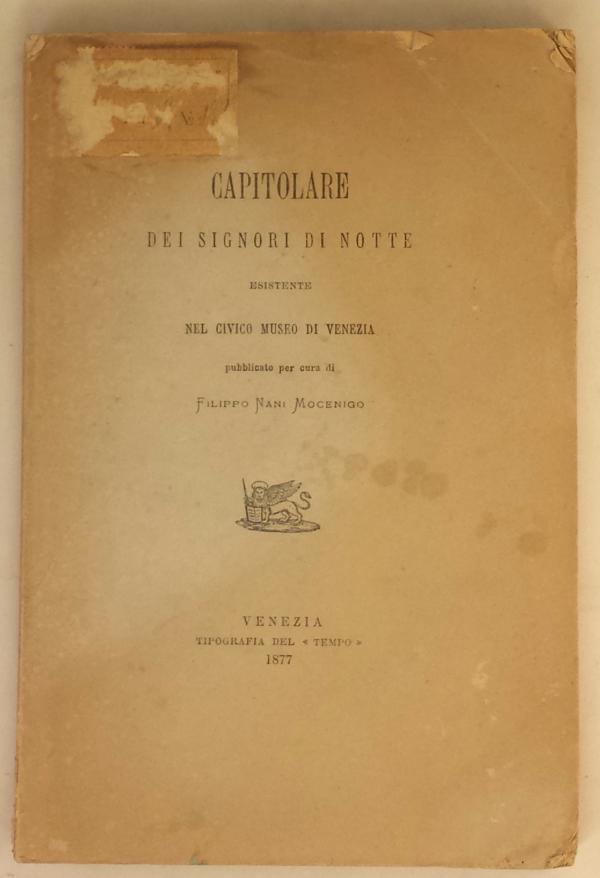 CAPITOLARE
DEI SIGNORI DI NOTTE
ESISTENTE
NEL CIVICO MUSEO DI VENEZIA
pubblicato per cura di
FILIPPO NANI MOCENIGO
VENEZIA
TIPOGRAFIA DEL « TEMPO »
1877